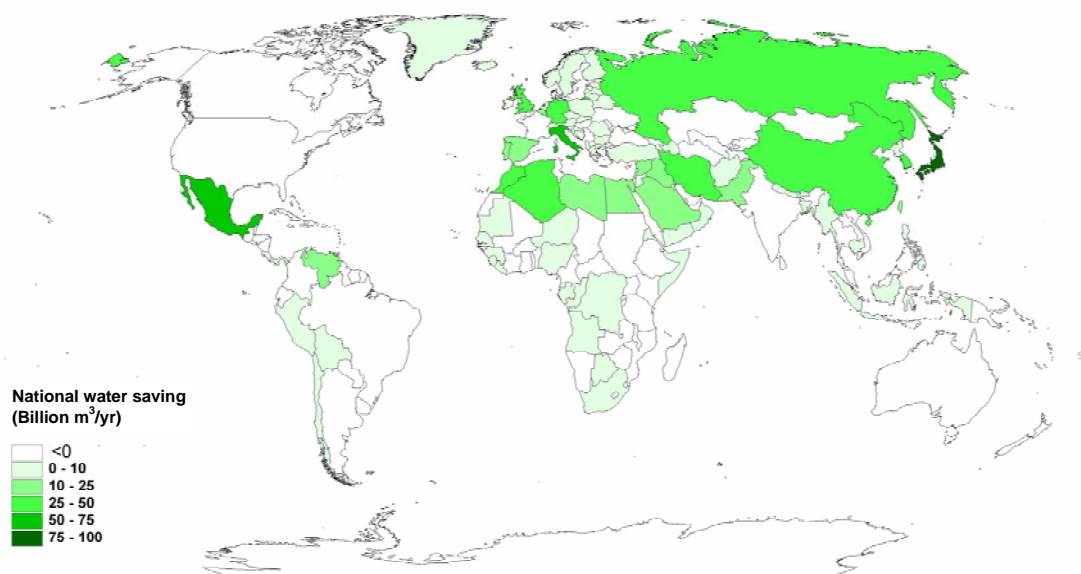 National water saving
(Billion m³/yr)
<0
0 - 10
10 - 25
25 - 50
50 - 75
75 - 100